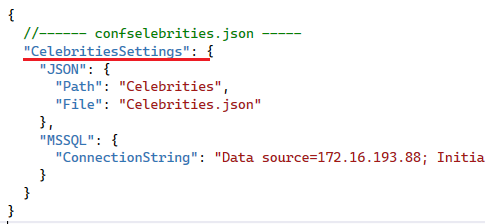 {
//------ confselebrities.json -----
"CelebritiesSettings": {
"JSON": {
"Path": "Celebrities",
"File": "Celebrities.json"
},
"MSSQL": {
"ConnectionString": "Data source=172.16.193.88; Initia
}
}
}